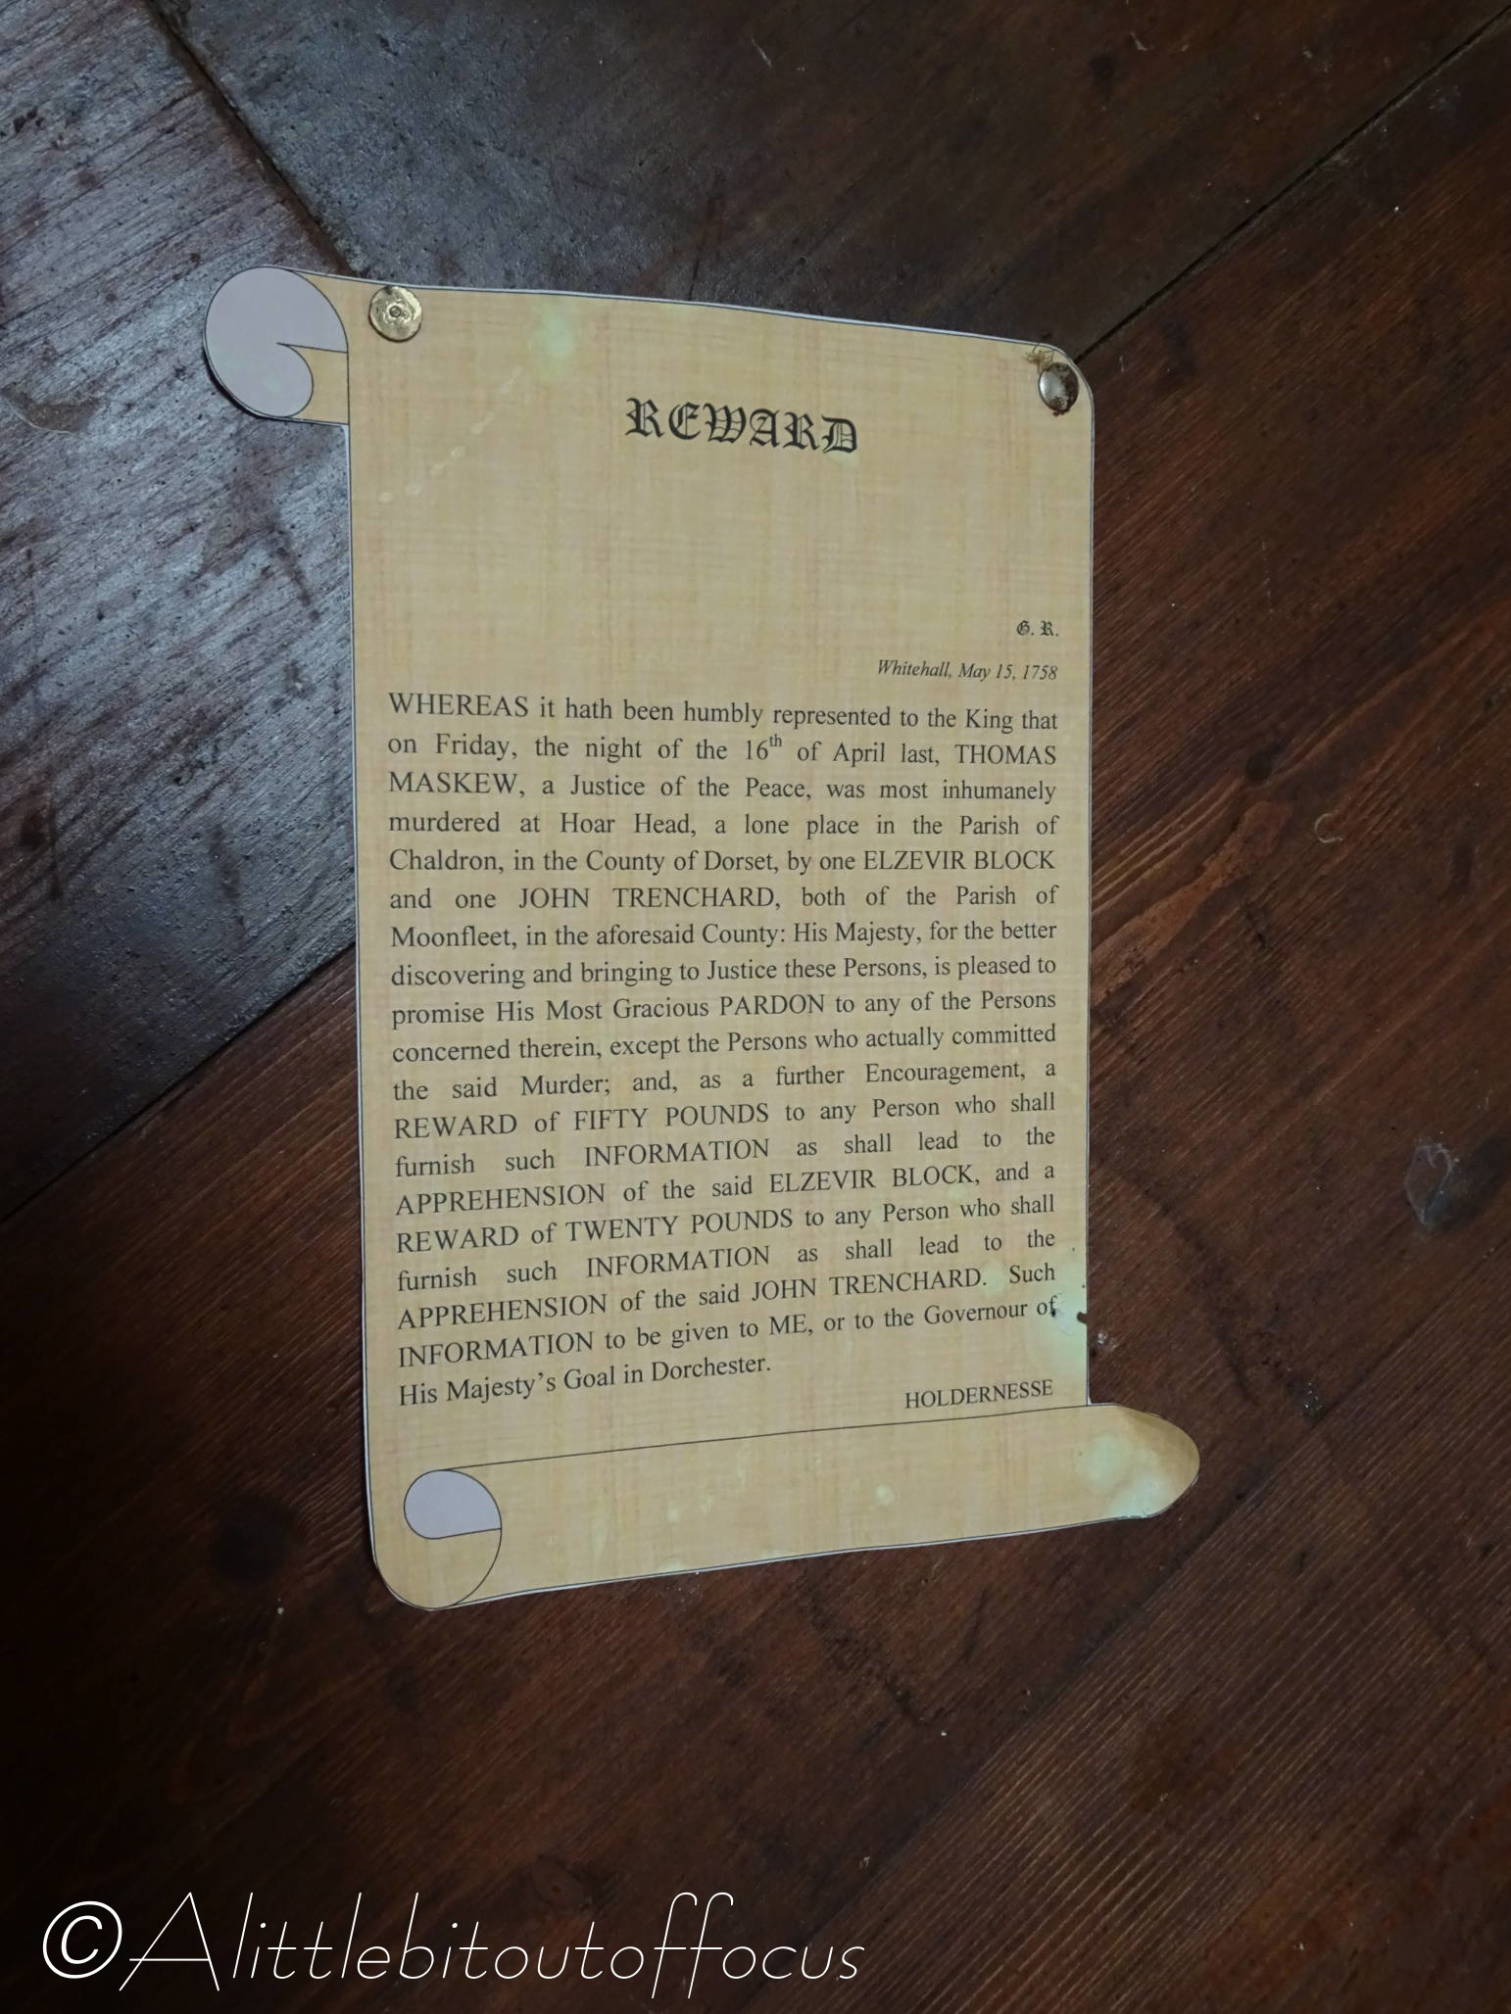 REWARD
G. R.
Whitehall, May 15, 1758
WHEREAS it hath been humbly represented to the King that
on Friday, the night of the 16th of April last, THOMAS
MASKEW, a Justice of the Peace, was most inhumanely
murdered at Hoar Head, a lone place in the Parish of
Chaldron, in the County of Dorset, by one ELZEVIR BLOCK
and one JOHN TRENCHARD, both of the Parish of
Moonfleet, in the aforesaid County: His Majesty, for the better
discovering and bringing to Justice these Persons, is pleased to
promise His Most Gracious PARDON to any of the Persons
concerned therein, except the Persons who actually committed
the said Murder; and, as a further Encouragement, a
REWARD of FIFTY POUNDS to any Person who shall
furnish such INFORMATION as shall lead to the
APPREHENSION of the said ELZEVIR BLOCK, and a
REWARD of TWENTY POUNDS to any Person who shall
furnish such INFORMATION as shall lead to the
APPREHENSION of the said JOHN TRENCHARD. Such
INFORMATION to be given to ME, or to the Governour of
His Majesty's Goal in Dorchester.
HOLDERNESSE
©Alittlebitoutoffocus